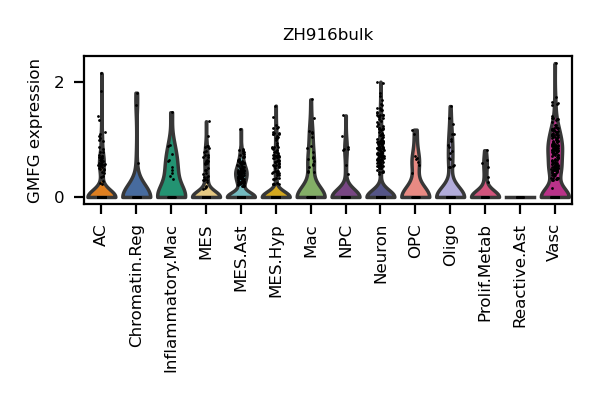 ZH916bulk
GMFG expression
2
0
AC
Chromatin.Reg
Inflammatory.Mac
MES
MES.Ast
MES.Hyp
Mac
NPC
Neuron
OPC
Oligo
Prolif.Metab
Reactive.Ast
Vasc